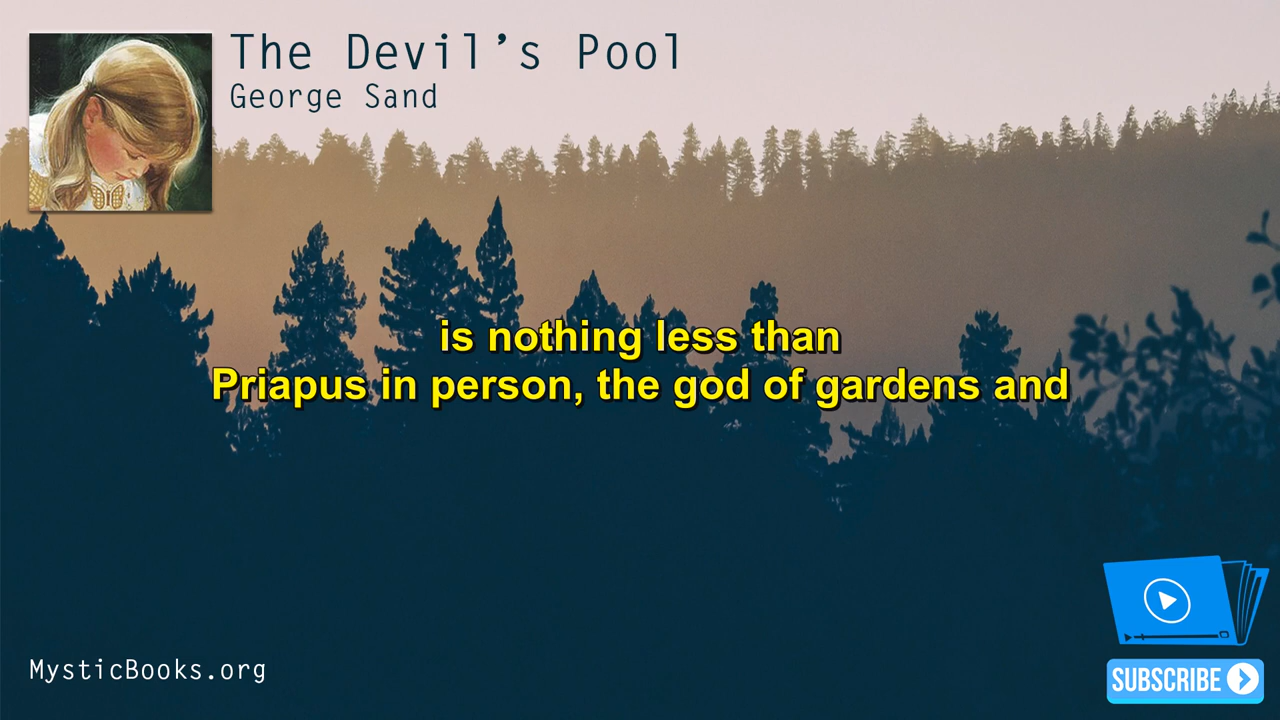 The Devil's Pool
George Sand
is nothing less than
Priapus in person, the god of gardens and
MysticBooks.org
SUBSCRIBE